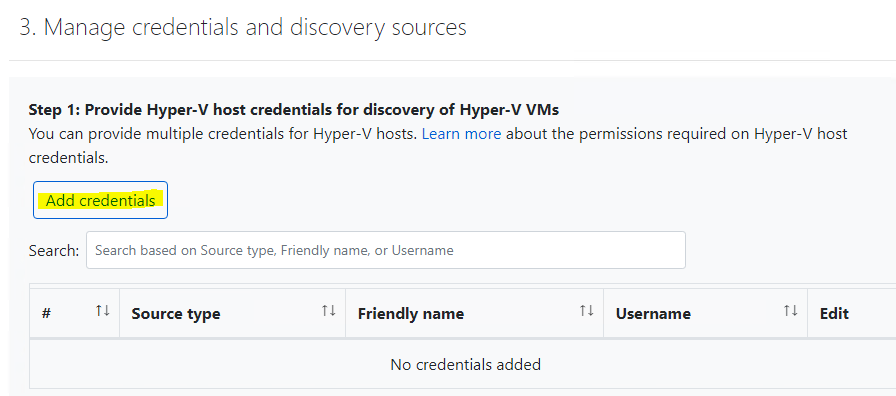 3. Manage credentials and discovery sources
Step 1: Provide Hyper-V host credentials for discovery of Hyper-V VMs
You can provide multiple credentials for Hyper-V hosts. Learn more about the permissions required on Hyper-V host
credentials.
Add credentials
Search: Search based on Source type, Friendly name, or Username
# ↑↓ Source type ↑↓ Friendly name ↑↓ Username ↑↓ Edit
No credentials added